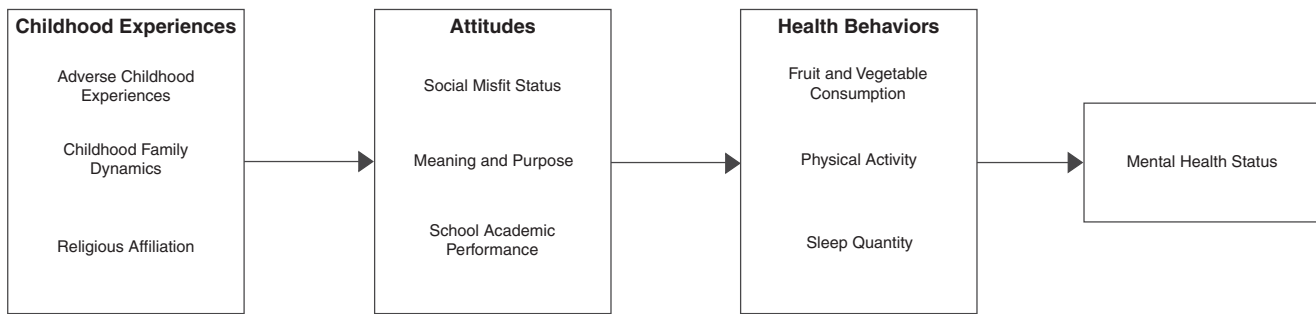 Childhood Experiences
Adverse Childhood
Experiences
Childhood Family
Dynamics
Religious Affiliation
Attitudes
Social Misfit Status
Meaning and Purpose
School Academic
Performance
Health Behaviors
Fruit and Vegetable
Consumption
Physical Activity
Sleep Quantity
Mental Health Status